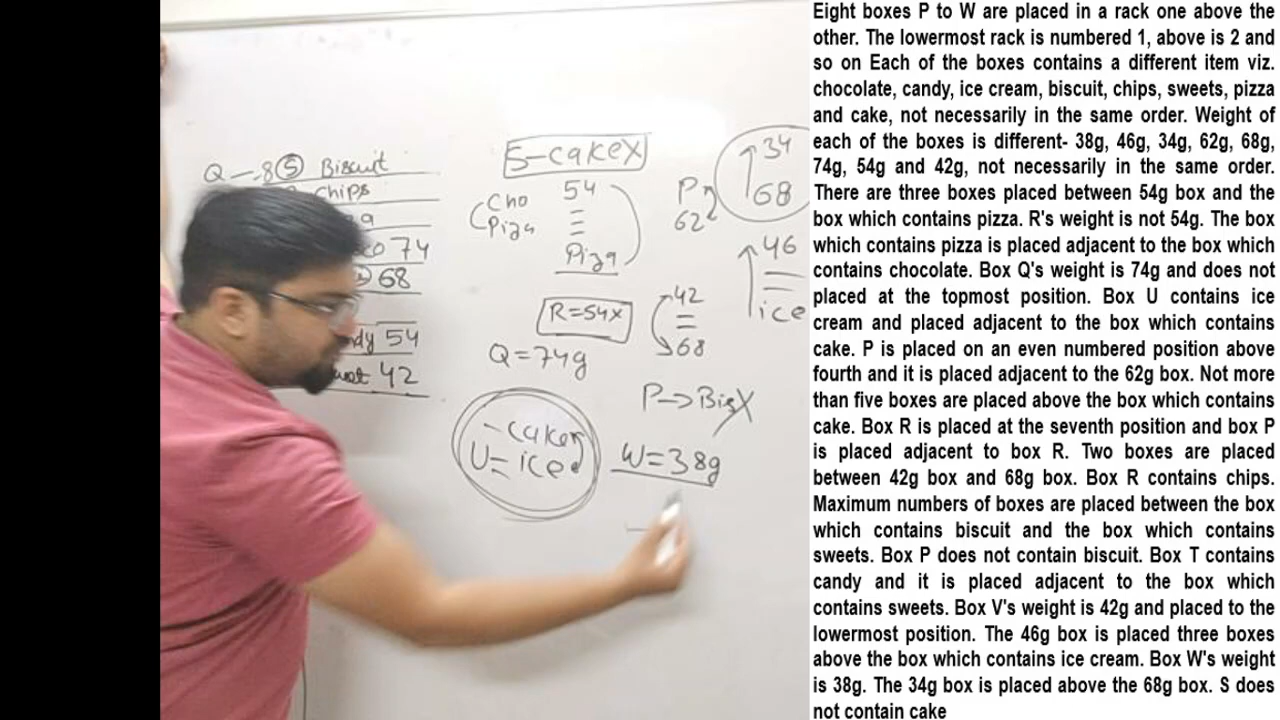 Eight boxes P to W are placed in a rack one above the
other. The lowermost rack is numbered 1, above is 2 and
so on Each of the boxes contains a different item viz.
chocolate, candy, ice cream, biscuit, chips, sweets, pizza
and cake, not necessarily in the same order. Weight of
each of the boxes is different- 38g, 46g, 34g, 62g, 68g,
74g, 54g and 42g, not necessarily in the same order.
There are three boxes placed between 54g box and the
box which contains pizza. R's weight is not 54g. The box
which contains pizza is placed adjacent to the box which
contains chocolate. Box Q's weight is 74g and does not
placed at the topmost position. Box U contains ice
cream and placed adjacent to the box which contains
cake. P is placed on an even numbered position above
fourth and it is placed adjacent to the 62g box. Not more
than five boxes are placed above the box which contains
cake. Box R is placed at the seventh position and box P
is placed adjacent to box R. Two boxes are placed
between 42g box and 68g box. Box R contains chips.
Maximum numbers of boxes are placed between the box
which contains biscuit and the box which contains
sweets. Box P does not contain biscuit. Box T contains
candy and it is placed adjacent to the box which
contains sweets. Box V's weight is 42g and placed to the
lowermost position. The 46g box is placed three boxes
above the box which contains ice cream. Box W's weight
is 38g. The 34g box is placed above the 68g box. S does
not contain cake
Q - 8 S Biscuit
chips
74
68
54
42
S-cakeX
Cho
Piza
54
Piza
R=54X
Q=74g
- cake
U= ice
P
62
34
68
46
ice
42
68
P→BisX
W=38g